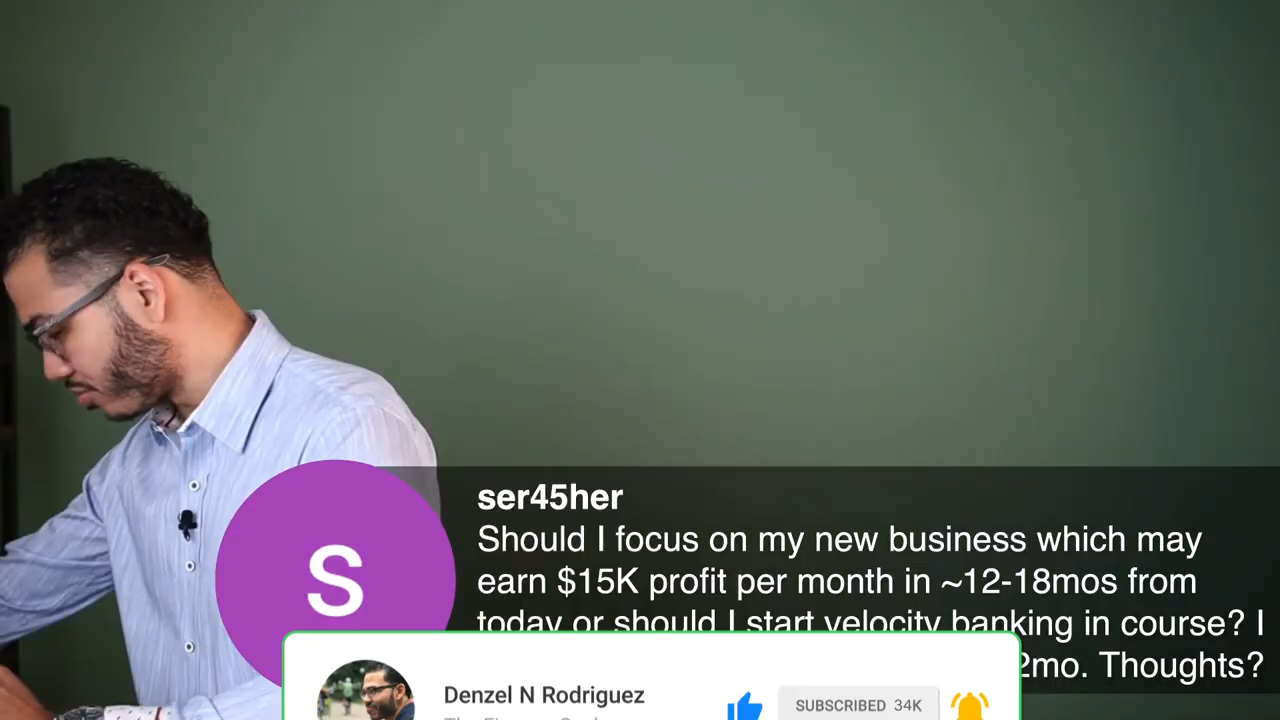 ser45her
Should I focus on my new business which may
earn $15K profit per month in ~12-18mos from
today or should I start velocity banking in course? I
2mo. Thoughts?
S
Denzel N Rodriguez
SUBSCRIBED 34K